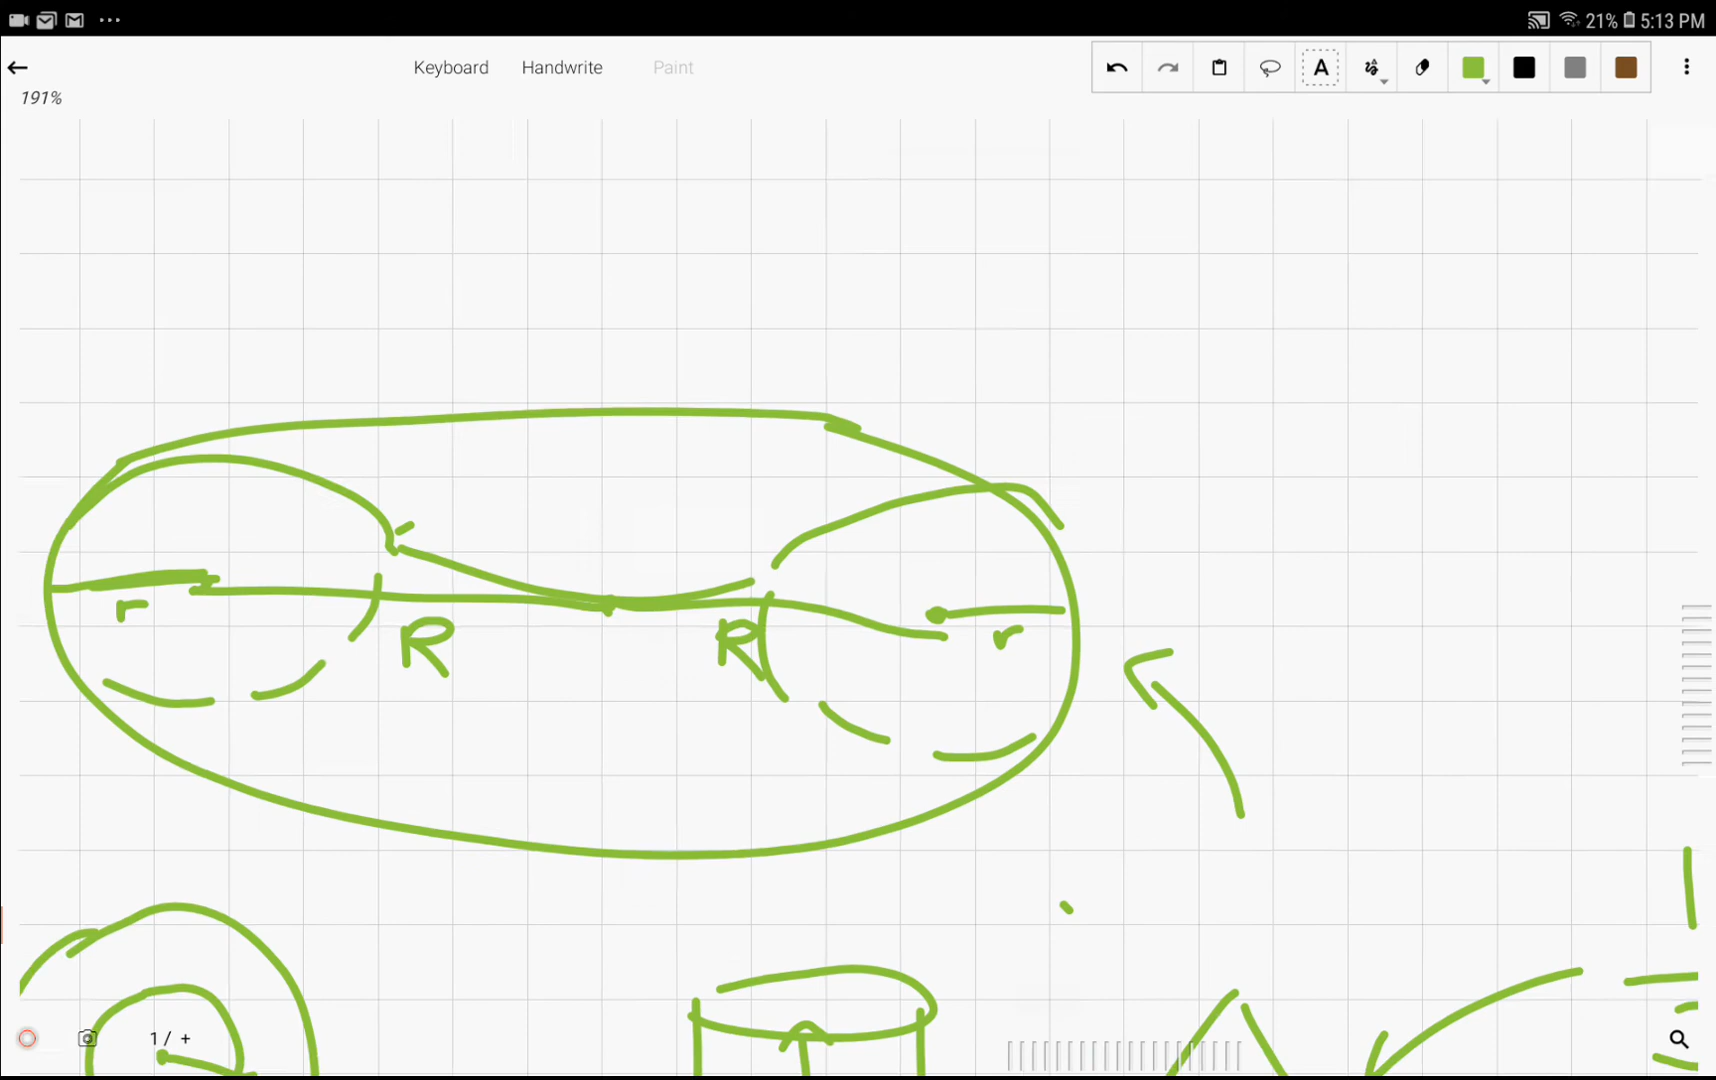 21% 5:13 PM
Keyboard Handwrite Paint A
191%
r R R r
1 / +